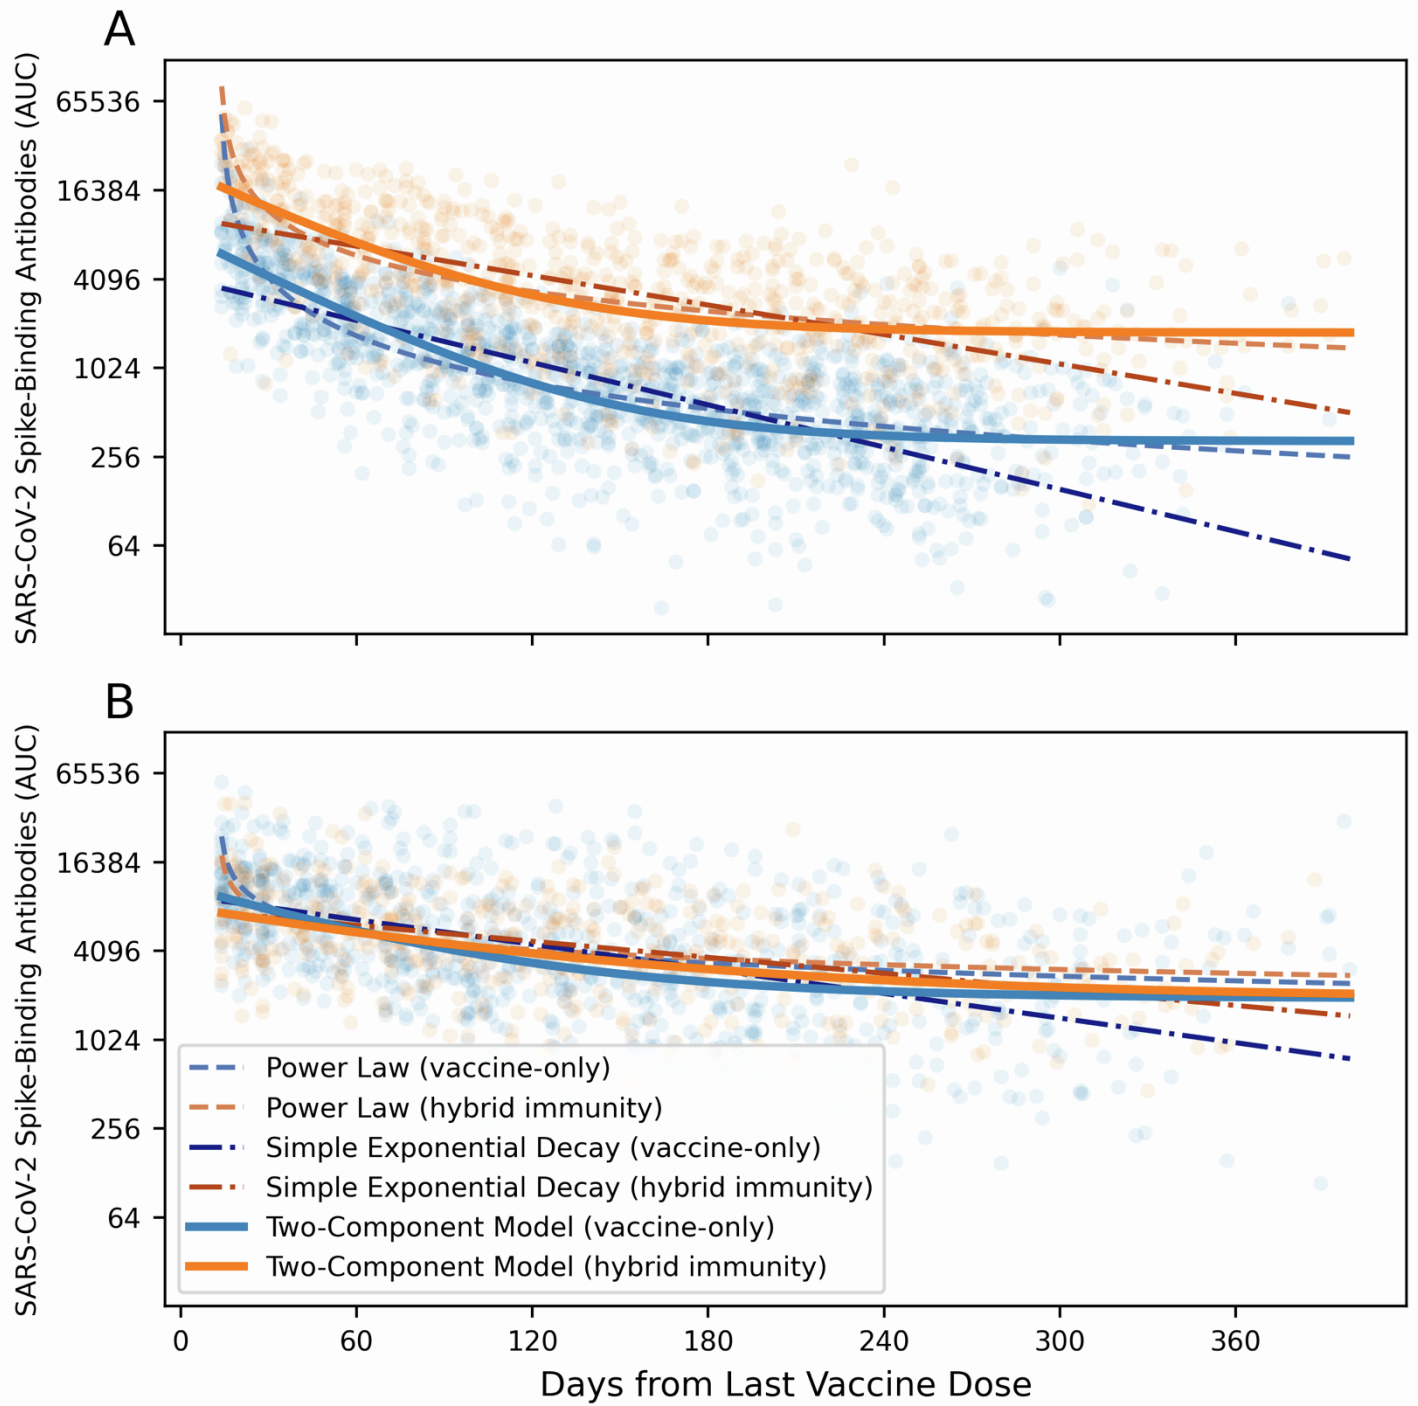 A
SARS-CoV-2 Spike-Binding Antibodies (AUC)
65536
16384
4096
1024
256
64
B
SARS-CoV-2 Spike-Binding Antibodies (AUC)
65536
16384
4096
1024
256
64
Power Law (vaccine-only)
Power Law (hybrid immunity)
Simple Exponential Decay (vaccine-only)
Simple Exponential Decay (hybrid immunity)
Two-Component Model (vaccine-only)
Two-Component Model (hybrid immunity)
0 60 120 180 240 300 360
Days from Last Vaccine Dose